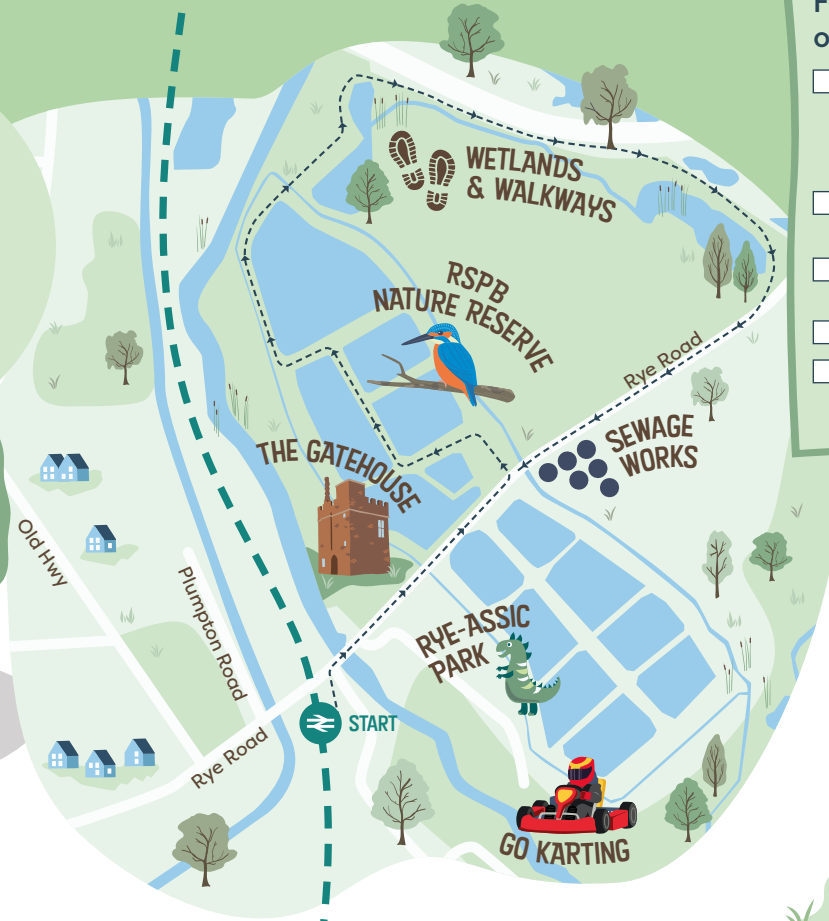 F
o
WETLANDS
& WALKWAYS
RSPB
NATURE RESERVE
Rye Road
SEWAGE
WORKS
THE GATEHOUSE
Old Hwy
Plumpton Road
RYE-ASSIC
PARK
START
Rye Road
GO KARTING